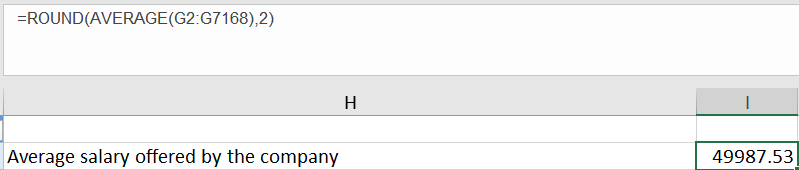 =ROUND(AVERAGE(G2:G7168),2)
H I
Average salary offered by the company 49987.53